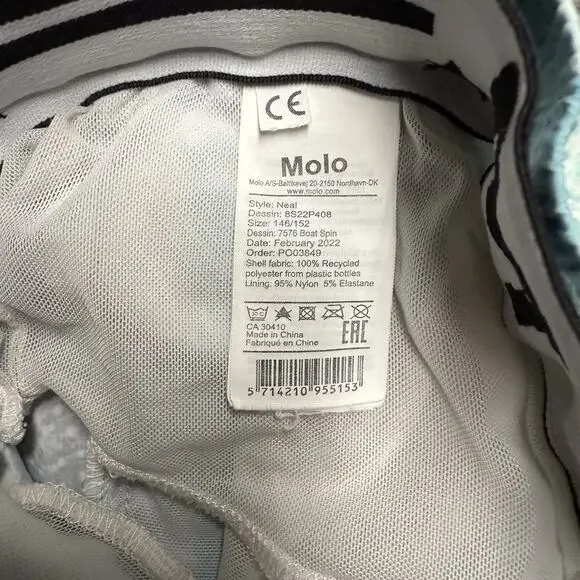 CE
Molo
Molo A/S-Baltikavej 20-2150 Nordhavn-DK
www.molo.com
Style: Neal
Dessin: 8S22P408
Size: 146/152
Dessin: 7576 Boat Spin
Date: February 2022
Order: PO03849
Shell fabric: 100% Recycled
polyester from plastic bottles
Lining: 95% Nylon 5% Elastane
CA 30410
Made in China
Fabriqué en Chine
EAC
5 714210 955153